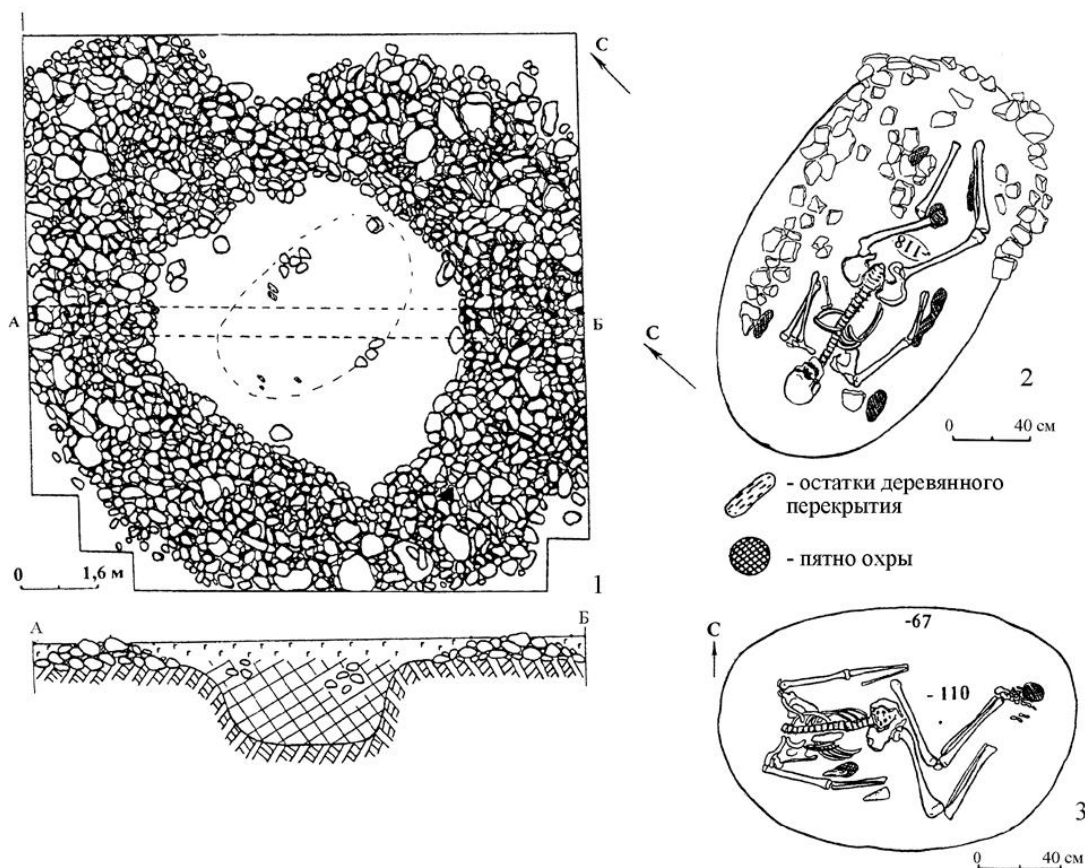 С
А
Б
0 1,6 м
1
А
Б
С
-118
2
0 40 см
- остатки деревянного
перекрытия
- пятно охры
С
-67
- 110
3
0 40 см